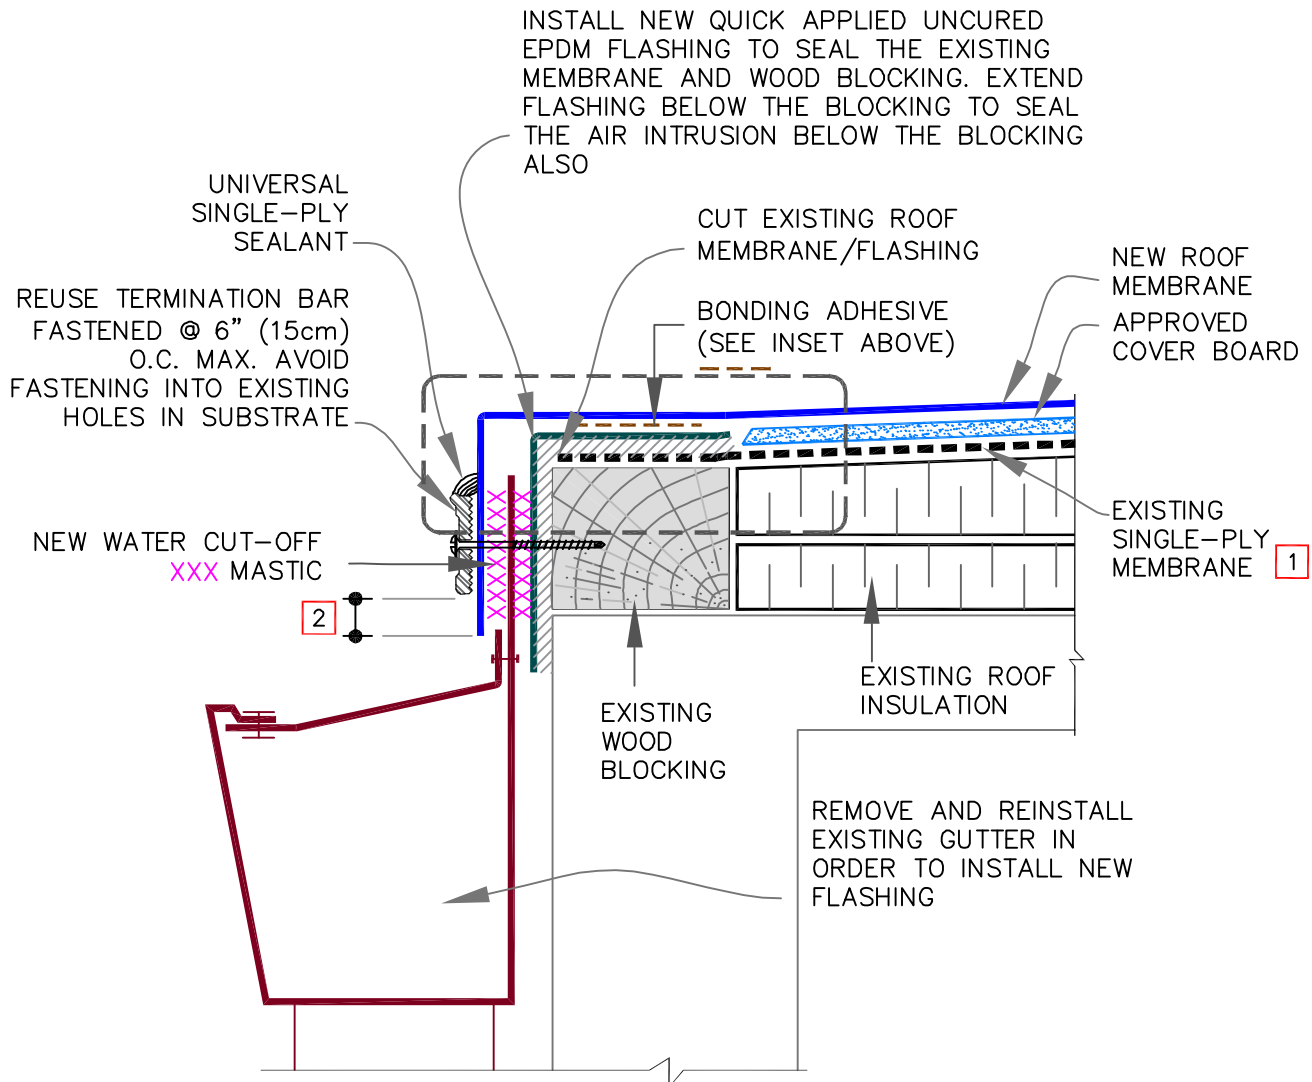 INSTALL NEW QUICK APPLIED UNCURED
EPDM FLASHING TO SEAL THE EXISTING
MEMBRANE AND WOOD BLOCKING. EXTEND
FLASHING BELOW THE BLOCKING TO SEAL
THE AIR INTRUSION BELOW THE BLOCKING
ALSO
UNIVERSAL
SINGLE-PLY
SEALANT
CUT EXISTING ROOF
MEMBRANE/FLASHING
NEW ROOF
MEMBRANE
REUSE TERMINATION BAR
FASTENED @ 6" (15cm)
O.C. MAX. AVOID
FASTENING INTO EXISTING
HOLES IN SUBSTRATE
BONDING ADHESIVE
(SEE INSET ABOVE)
APPROVED
COVER BOARD
NEW WATER CUT-OFF
XXX MASTIC
EXISTING
SINGLE-PLY
MEMBRANE 1
2
EXISTING ROOF
INSULATION
EXISTING
WOOD
BLOCKING
REMOVE AND REINSTALL
EXISTING GUTTER IN
ORDER TO INSTALL NEW
FLASHING